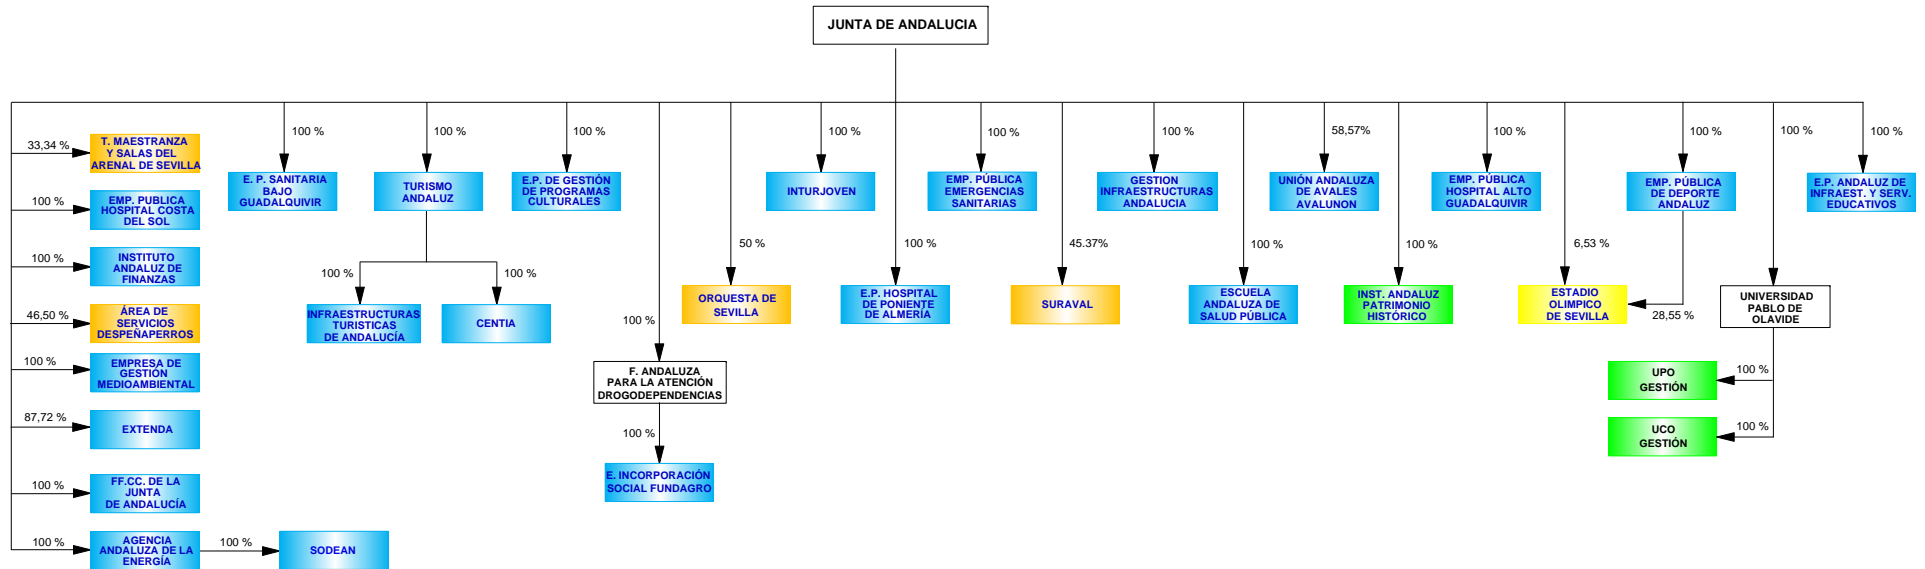 JUNTA DE ANDALUCIA
33,34 %
T. MAESTRANZA
Y SALAS DEL
ARENAL DE SEVILLA
100 %
EMP. PUBLICA
HOSPITAL COSTA
DEL SOL
100 %
INSTITUTO
ANDALUZ DE
FINANZAS
46,50 %
ÁREA DE
SERVICIOS
DESPEÑAPERROS
100 %
EMPRESA DE
GESTIÓN
MEDIOAMBIENTAL
87,72 %
EXTENDA
100 %
FF.CC. DE LA
JUNTA
DE ANDALUCÍA
100 %
AGENCIA
ANDALUZA DE LA
ENERGÍA
100 %
SODEAN
100 %
E. P. SANITARIA
BAJO
GUADALQUIVIR
100 %
TURISMO
ANDALUZ
100 %
INFRAESTRUCTURAS
TURISTICAS
DE ANDALUCÍA
100 %
CENTIA
100 %
E.P. DE GESTIÓN
DE PROGRAMAS
CULTURALES
100 %
F. ANDALUZA
PARA LA ATENCIÓN
DROGODEPENDENCIAS
100 %
E. INCORPORACIÓN
SOCIAL FUNDAGRO
50 %
ORQUESTA DE
SEVILLA
100 %
INTURJOVEN
100 %
E.P. HOSPITAL
DE PONIENTE
DE ALMERÍA
100 %
EMP. PÚBLICA
EMERGENCIAS
SANITARIAS
45.37%
SURAVAL
100 %
GESTION
INFRAESTRUCTURAS
ANDALUCIA
100 %
ESCUELA
ANDALUZA DE
SALUD PÚBLICA
58,57%
UNIÓN ANDALUZA
DE AVALES
AVALUNON
100 %
INST. ANDALUZ
PATRIMONIO
HISTÓRICO
100 %
EMP. PÚBLICA
HOSPITAL ALTO
GUADALQUIVIR
6,53 %
ESTADIO
OLIMPICO
DE SEVILLA
100 %
EMP. PÚBLICA
DE DEPORTE
ANDALUZ
28,55 %
100 %
UNIVERSIDAD
PABLO DE
OLAVIDE
100 %
UPO
GESTIÓN
100 %
UCO
GESTIÓN
100 %
E.P. ANDALUZ DE
INFRAEST. Y SERV.
EDUCATIVOS